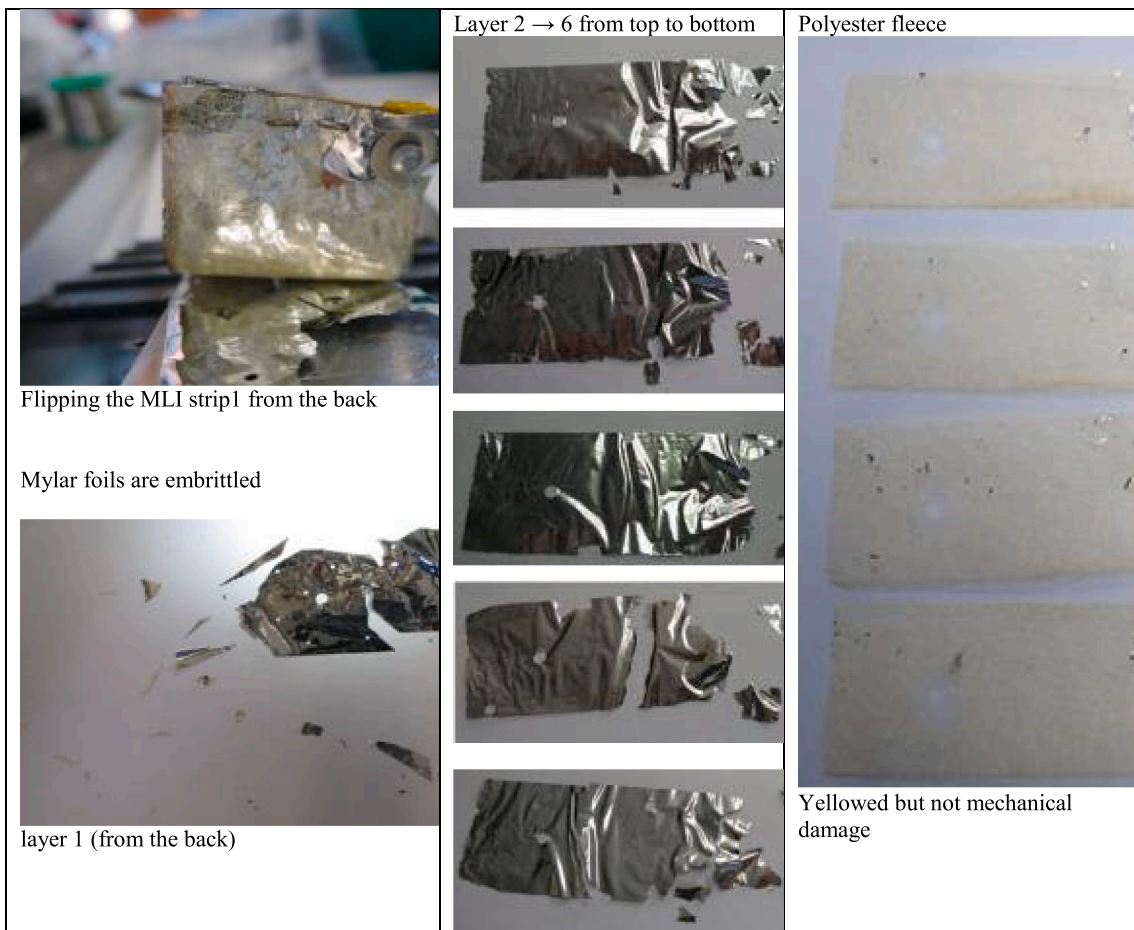 Flipping the MLI strip1 from the back
Mylar foils are embrittled
layer 1 (from the back)
Layer 2 → 6 from top to bottom
Polyester fleece
Yellowed but not mechanical
damage